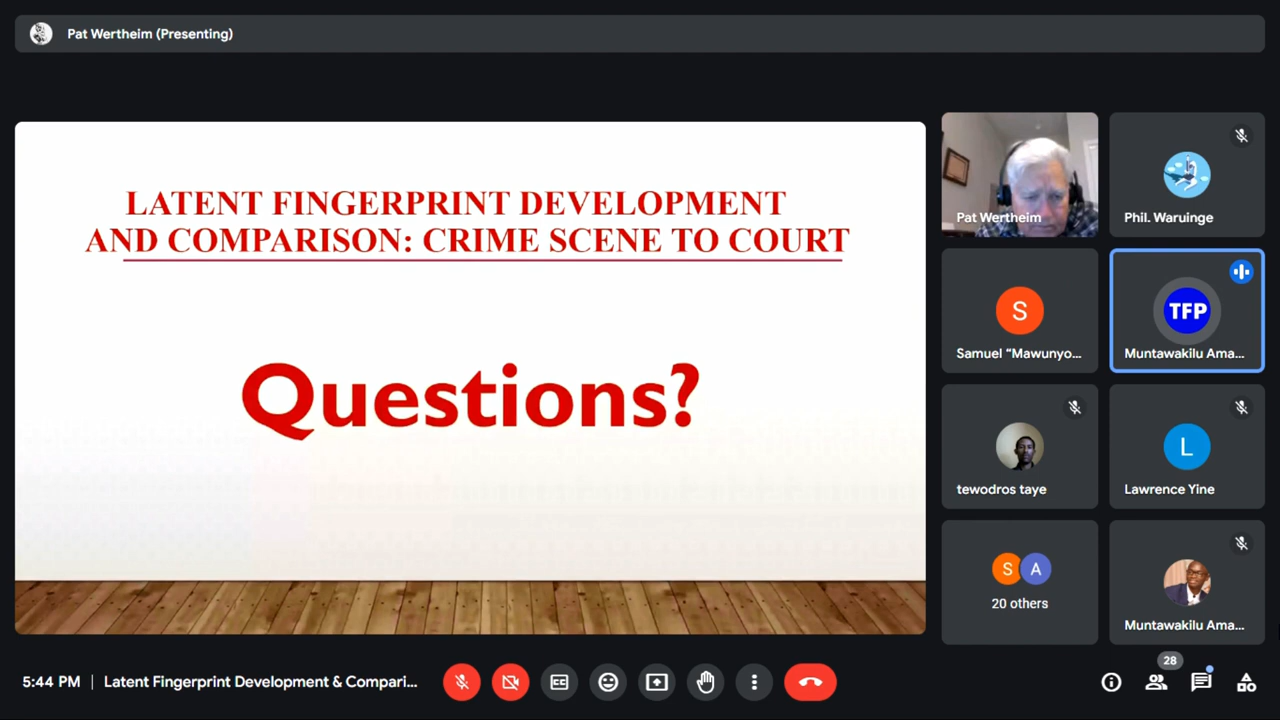 Pat Wertheim (Presenting)
LATENT FINGERPRINT DEVELOPMENT
AND COMPARISON: CRIME SCENE TO COURT
Questions?
Pat Wertheim
Phil. Waruinge
S
Samuel “Mawunyo...
TFP
Muntawakilu Ama...
tewodros taye
L
Lawrence Yine
S A
20 others
Muntawakilu Ama...
5:44 PM | Latent Fingerprint Development & Compari...
CC
28